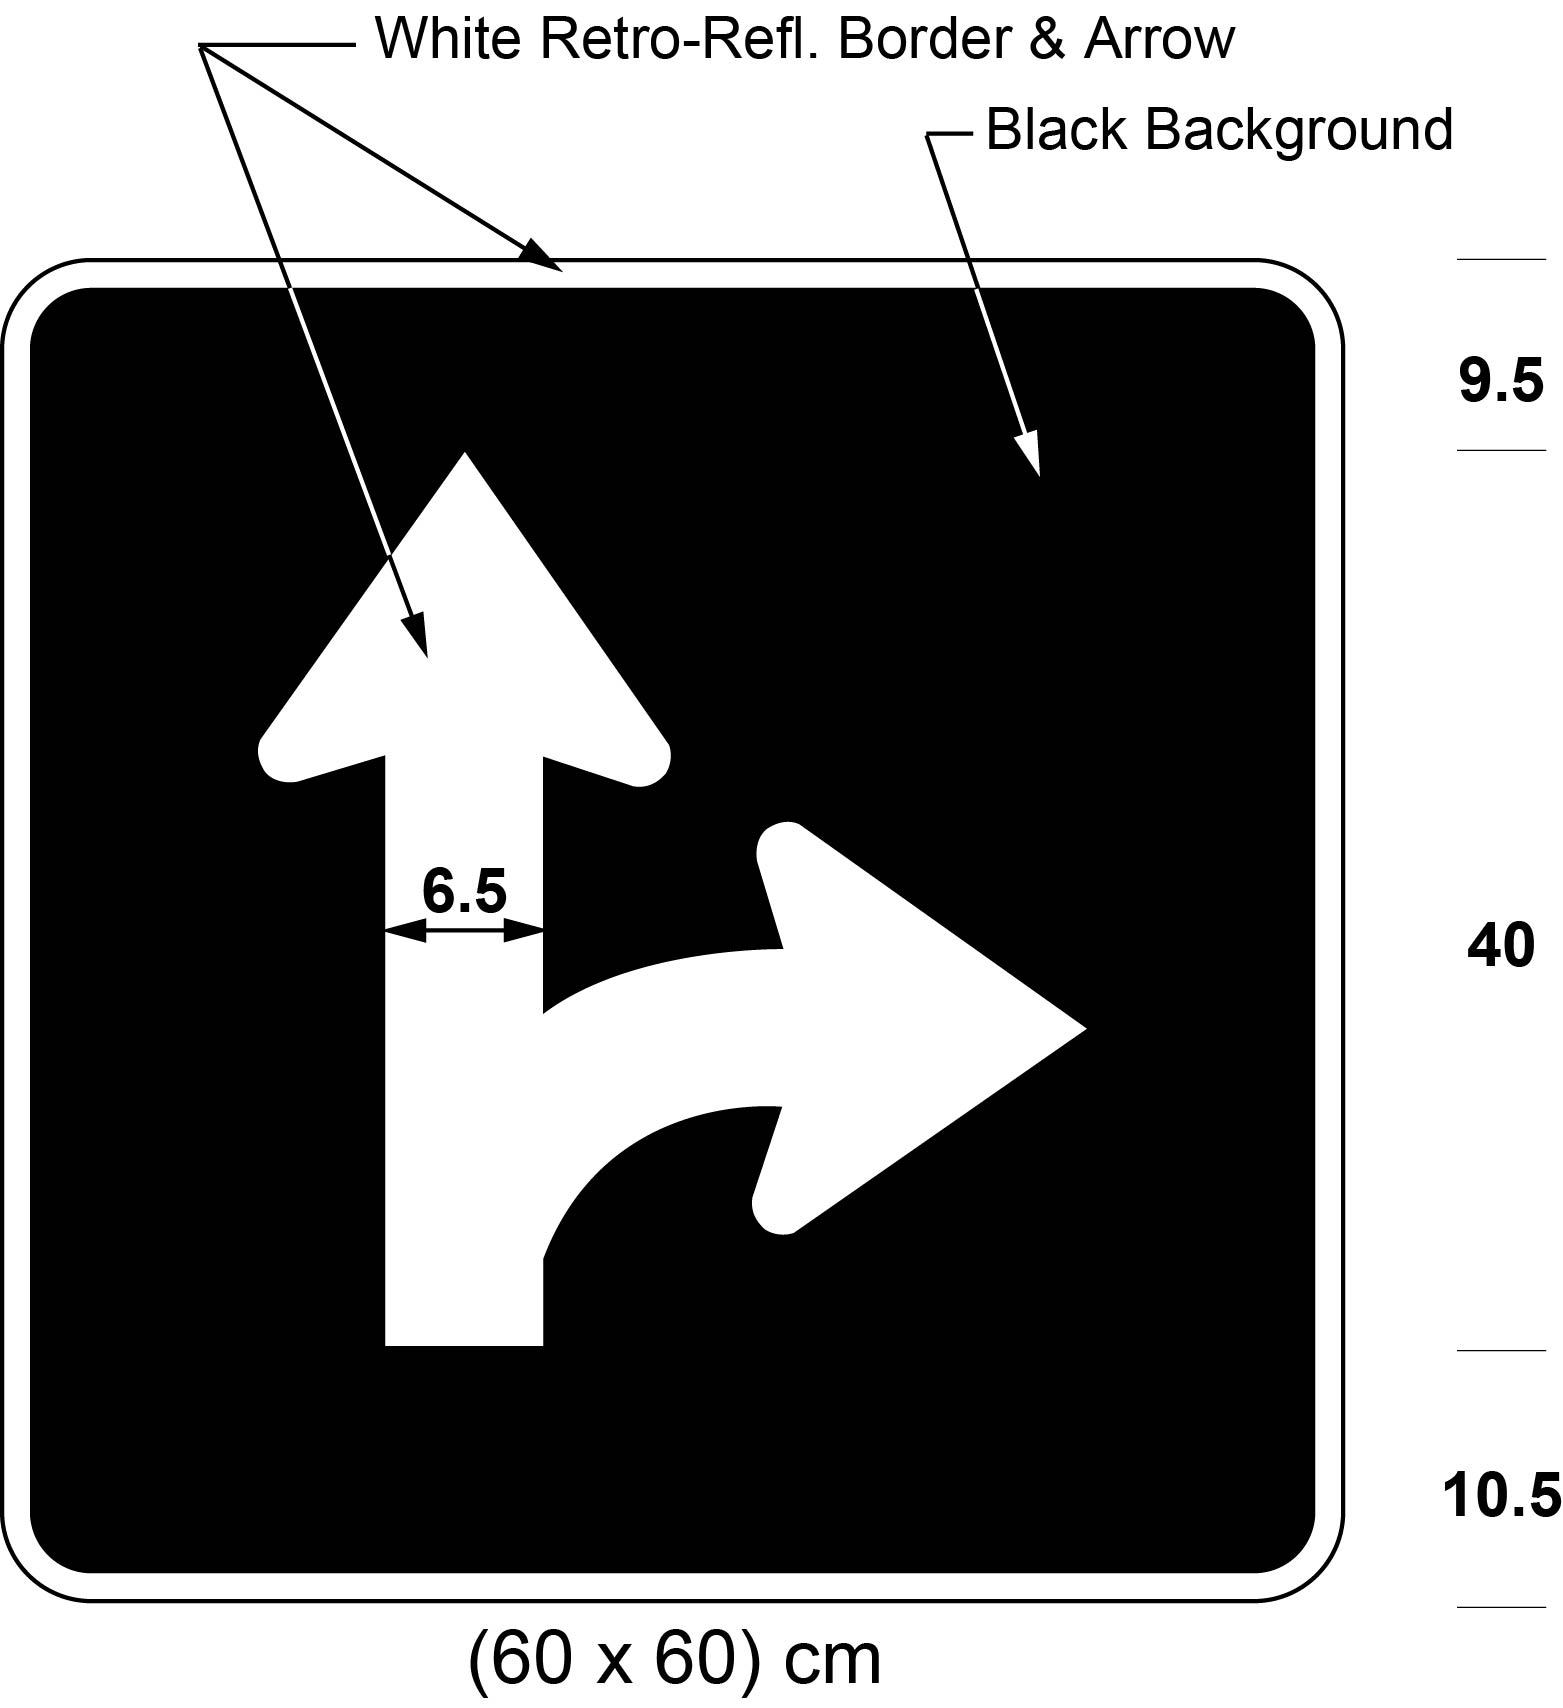 White Retro-Refl. Border & Arrow
Black Background
9.5
6.5
40
10.5
(60 x 60) cm